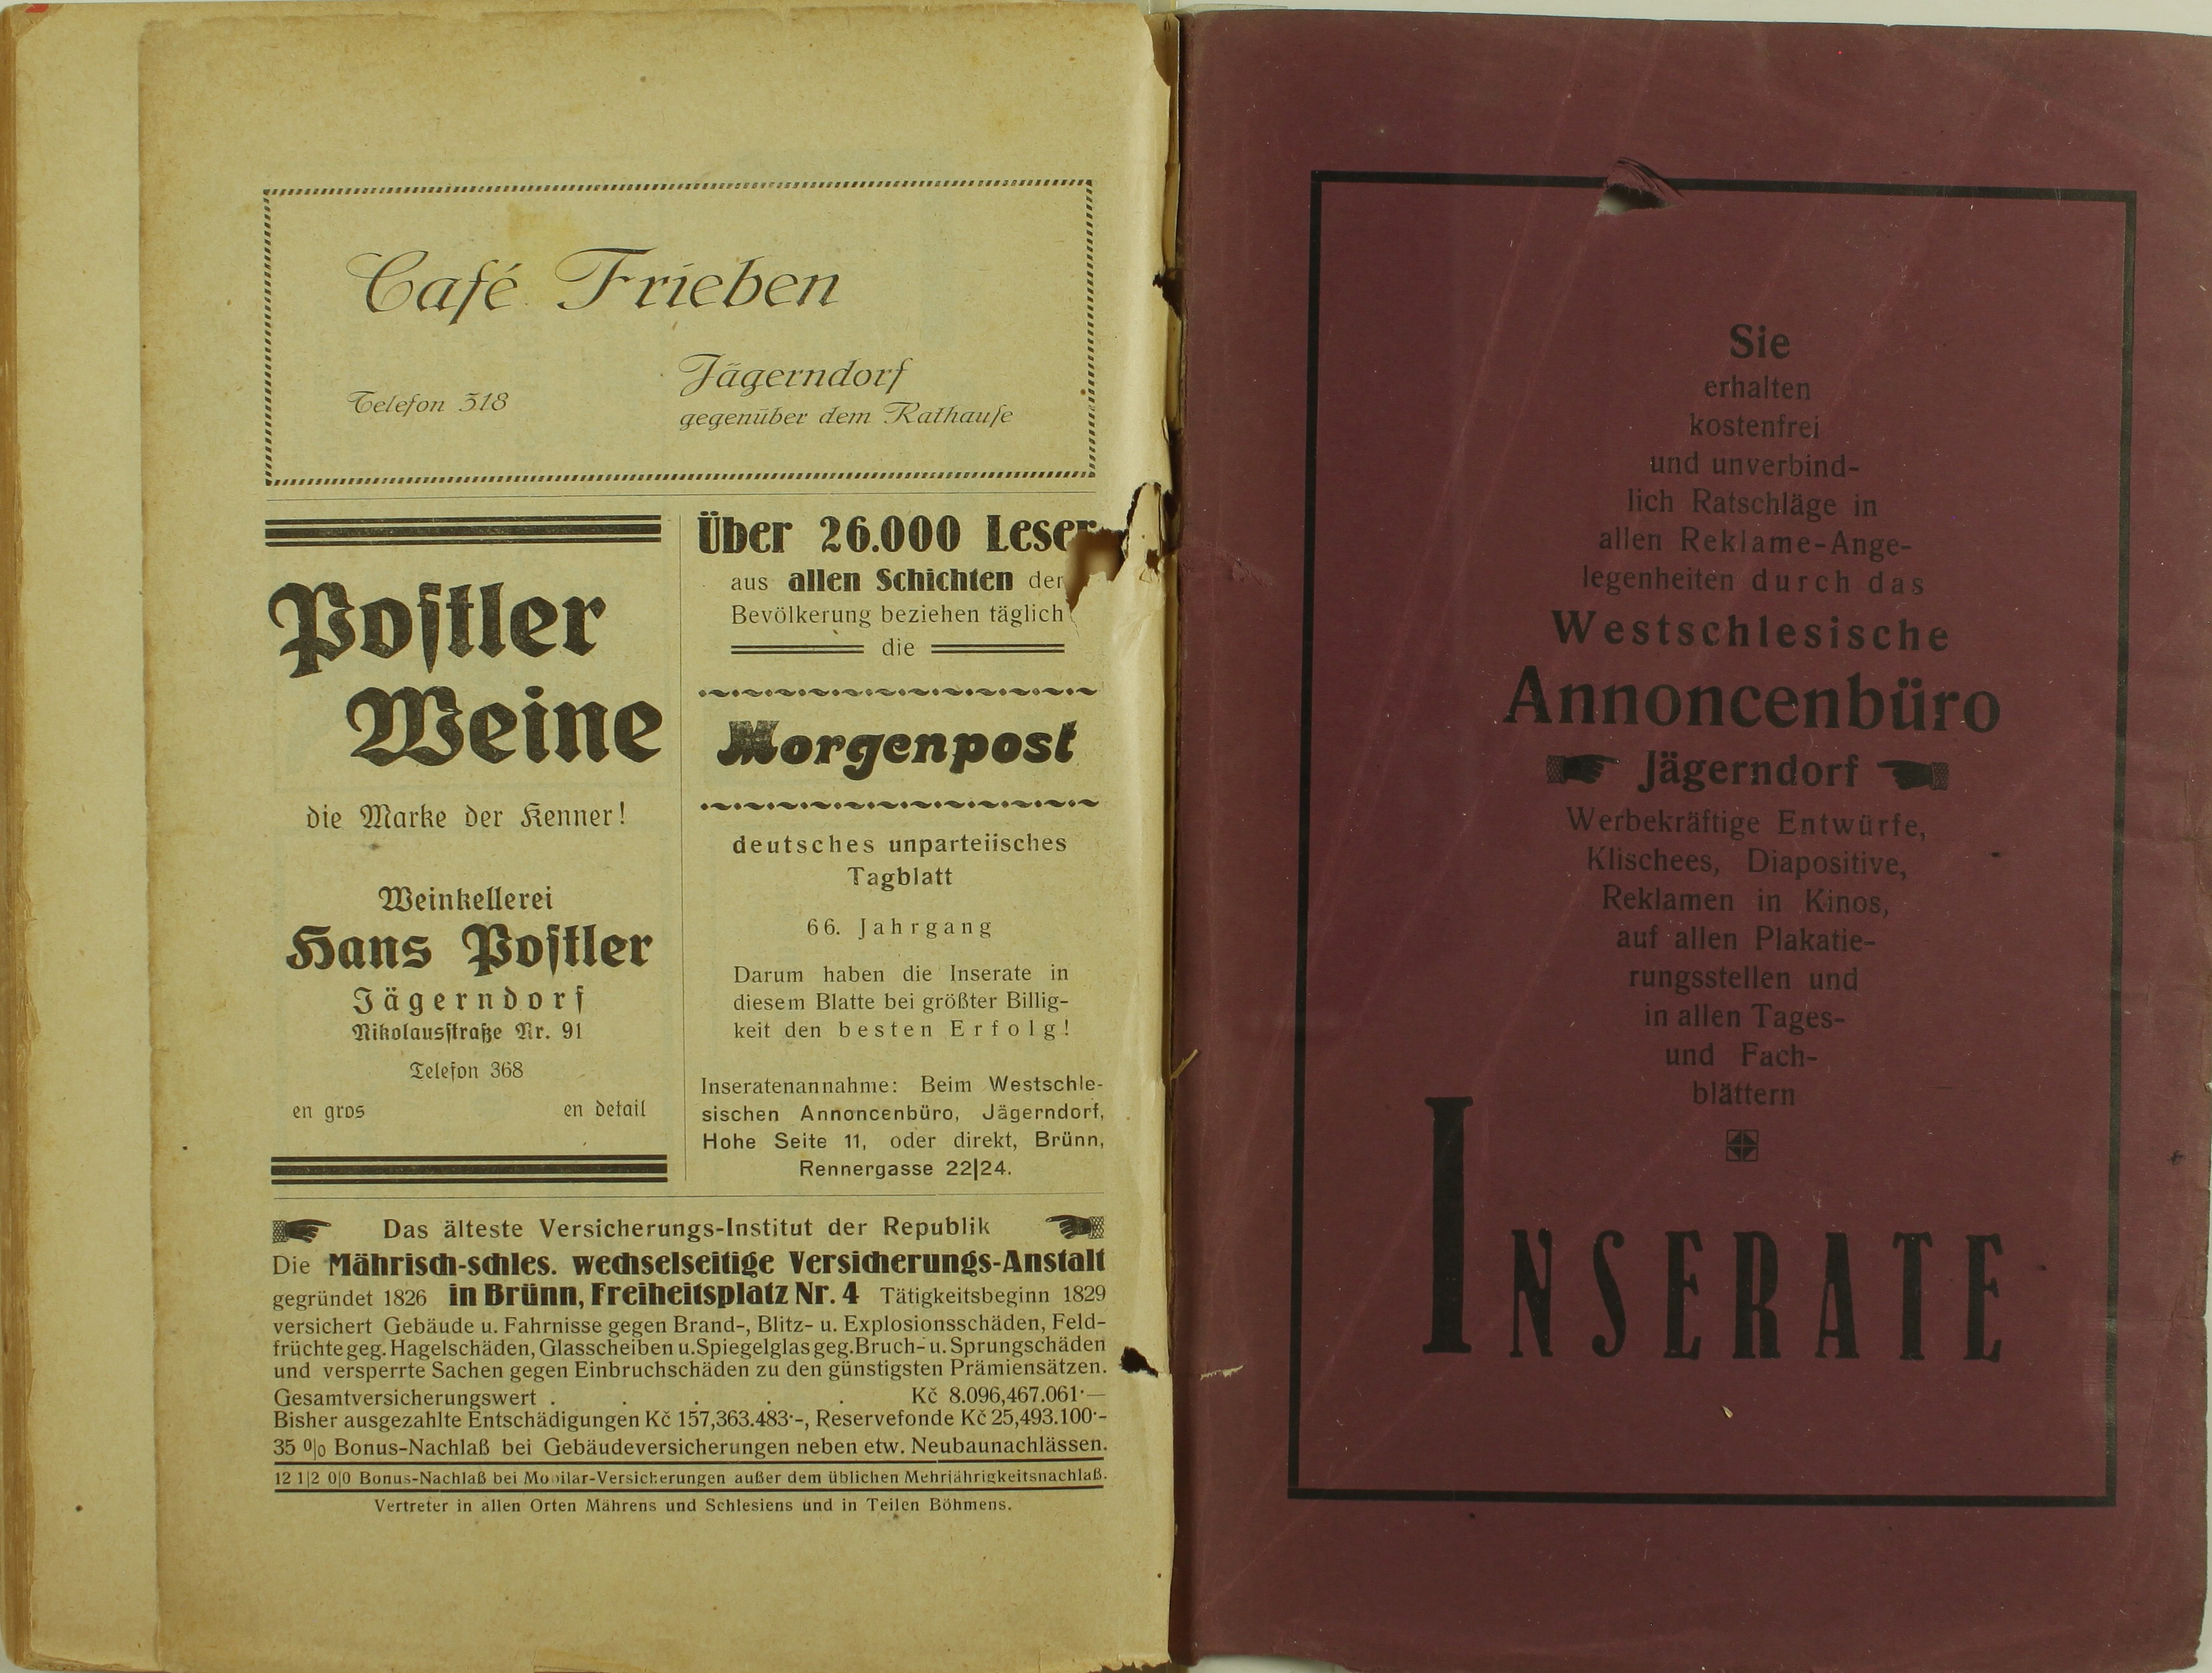 Café Frieben
Telefon 318
Jägerndorf
gegenüber dem Rathauſe
Poſtler
Weine
die Marke der Kenner!
Weinkellerei
Hans Poſtler
Jägerndorf
Nikolausſtraße Nr. 91
Telefon 368
en gros en detail
Über 26.000 Leser
aus allen Schichten der
Bevölkerung beziehen täglich
die
Morgenpost
deutsches unparteiisches
Tagblatt
66. Jahrgang
Darum haben die Inserate in
diesem Blatte bei größter Billig-
keit den besten Erfolg!
Inseratenannahme: Beim Westschle-
sischen Annoncenbüro, Jägerndorf,
Hohe Seite 11, oder direkt, Brünn,
Rennergasse 22|24.
Das älteste Versicherungs-Institut der Republik
Die Mährisch-schles. wechselseitige Versicherungs-Anstalt
gegründet 1826 in Brünn, Freiheitsplatz Nr. 4 Tätigkeitsbeginn 1829
versichert Gebäude u. Fahrnisse gegen Brand-, Blitz- u. Explosionsschäden, Feld-
früchte geg. Hagelschäden, Glasscheiben u. Spiegelglas geg. Bruch- u. Sprungschäden
und versperrte Sachen gegen Einbruchschäden zu den günstigsten Prämiensätzen.
Gesamtversicherungswert . . . . . Kč 8.096,467.061·—
Bisher ausgezahlte Entschädigungen Kč 157,363.483·-, Reservefonde Kč 25,493.100·-
35 0|0 Bonus-Nachlaß bei Gebäudeversicherungen neben etw. Neubaunachlässen.
12 1|2 0|0 Bonus-Nachlaß bei Mobilar-Versicherungen außer dem üblichen Mehrjährigkeitsnachlaß.
Vertreter in allen Orten Mährens und Schlesiens und in Teilen Böhmens.
Sie
erhalten
kostenfrei
und unverbind-
lich Ratschläge in
allen Reklame-Ange-
legenheiten durch das
Westschlesische
Annoncenbüro
Jägerndorf
Werbekräftige Entwürfe,
Klischees, Diapositive,
Reklamen in Kinos,
auf allen Plakatie-
rungsstellen und
in allen Tages-
und Fach-
blättern
INSERATE